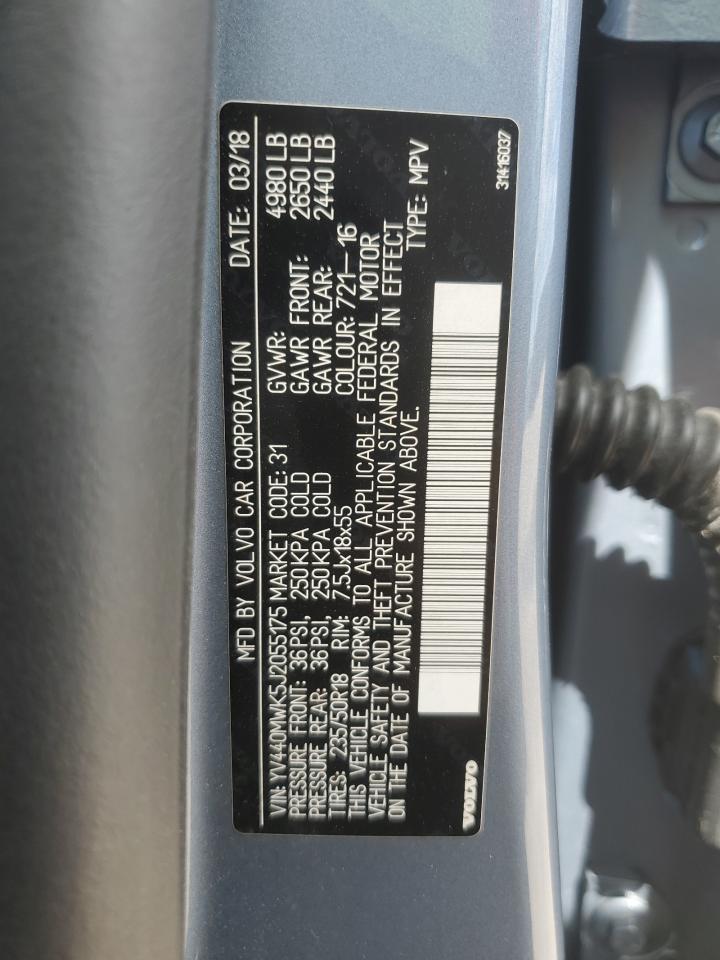 MFD BY VOLVO CAR CORPORATION DATE: 03/18
VIN: YV440MWK5J2055175 MARKET CODE: 31 GVWR: 4980 LB
PRESSURE FRONT: 36PSI, 250KPA COLD GAWR FRONT: 2650 LB
PRESSURE REAR: 36PSI, 250KPA COLD GAWR REAR: 2440 LB
TIRES: 235/50R18 RIM: 7.5Jx18x55 COLOUR: 721-16
THIS VEHICLE CONFORMS TO ALL APPLICABLE FEDERAL MOTOR
VEHICLE SAFETY AND THEFT PREVENTION STANDARDS IN EFFECT
ON THE DATE OF MANUFACTURE SHOWN ABOVE. TYPE: MPV
VOLVO 31416037